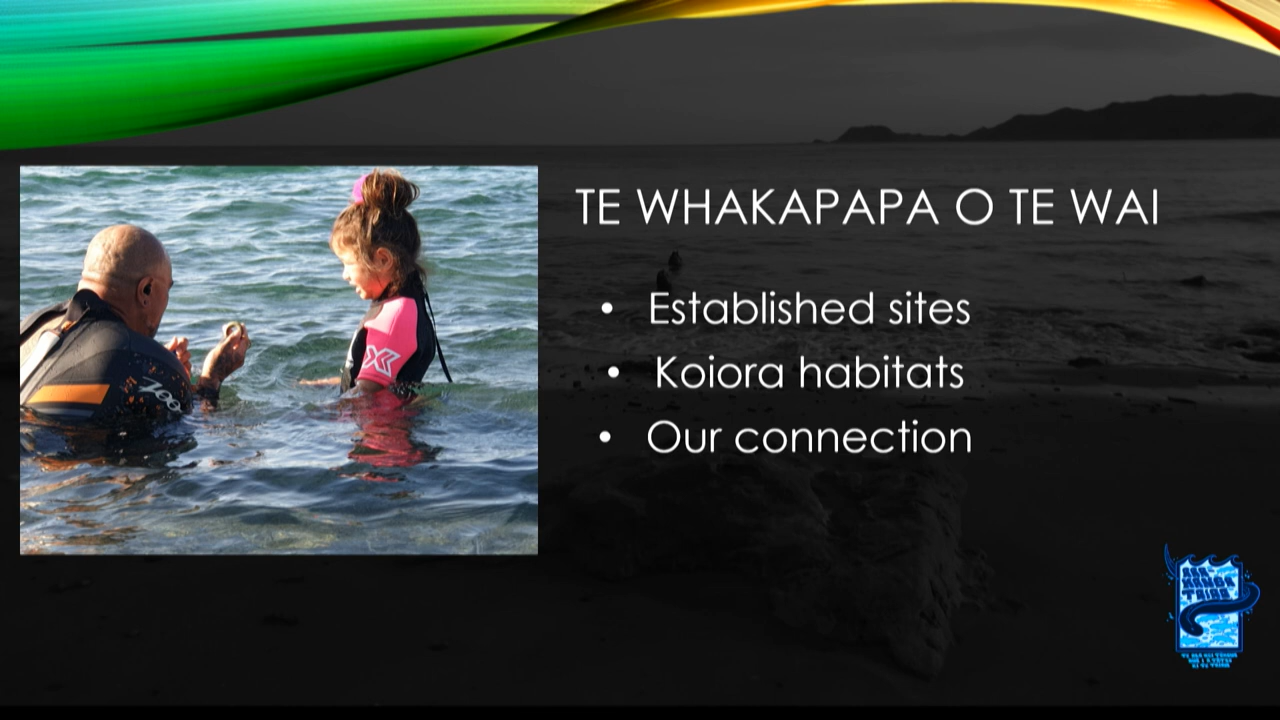 TE WHAKAPAPA O TE WAI
• Established sites
• Koiora habitats
• Our connection